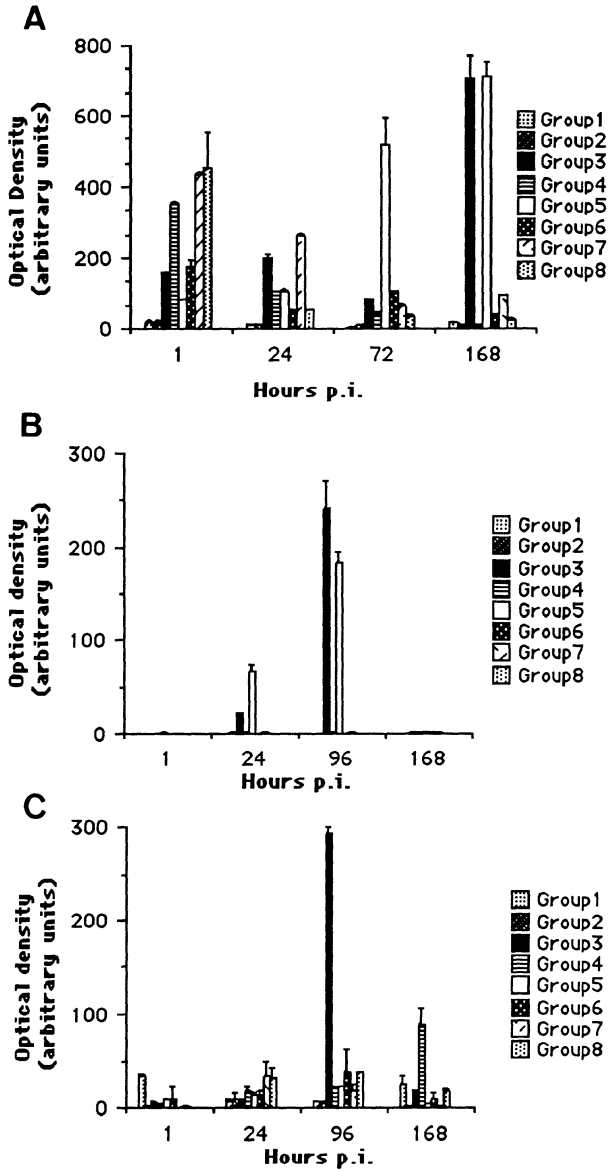 A
800
600
400
200
0
Optical Density
(arbitrary units)
1 24 72 168
Hours p.i.
Group1
Group2
Group3
Group4
Group5
Group6
Group7
Group8
B
300
200
100
0
Optical density
(arbitrary units)
1 24 96 168
Hours p.i.
Group1
Group2
Group3
Group4
Group5
Group6
Group7
Group8
C
300
200
100
0
Optical density
(arbitrary units)
1 24 96 168
Hours p.i.
Group1
Group2
Group3
Group4
Group5
Group6
Group7
Group8